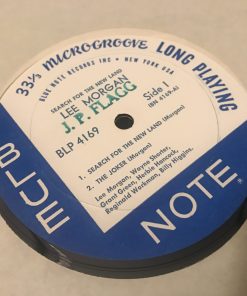 33⅓ MICROGROOVE LONG PLAYING
BLUE NOTE RECORDS INC • NEW YORK USA
SEARCH FOR THE NEW LAND
LEE MORGAN
J. P. FLAGG
BLP 4169
Side 1
(BN 4169-A)
1. SEARCH FOR THE NEW LAND (Morgan)
2. THE JOKER (Morgan)
Lee Morgan, Wayne Shorter,
Grant Green, Herbie Hancock,
Reginald Workman, Billy Higgins.
NOTE